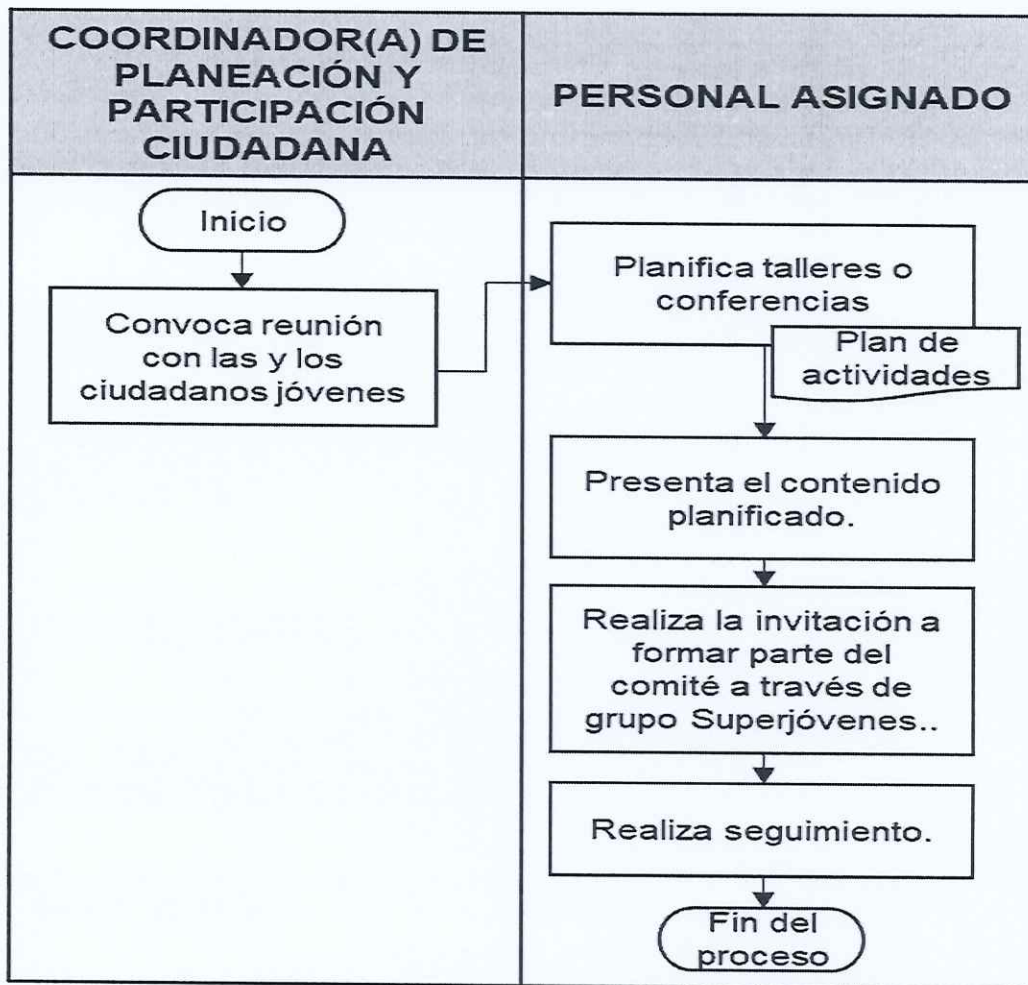 COORDINADOR(A) DE
PLANEACIÓN Y
PARTICIPACIÓN
CIUDADANA
PERSONAL ASIGNADO
Inicio
Convoca reunión
con las y los
ciudadanos jóvenes
Planifica talleres o
conferencias
Plan de
actividades
Presenta el contenido
planificado.
Realiza la invitación a
formar parte del
comité a través de
grupo Superjóvenes..
Realiza seguimiento.
Fin del
proceso